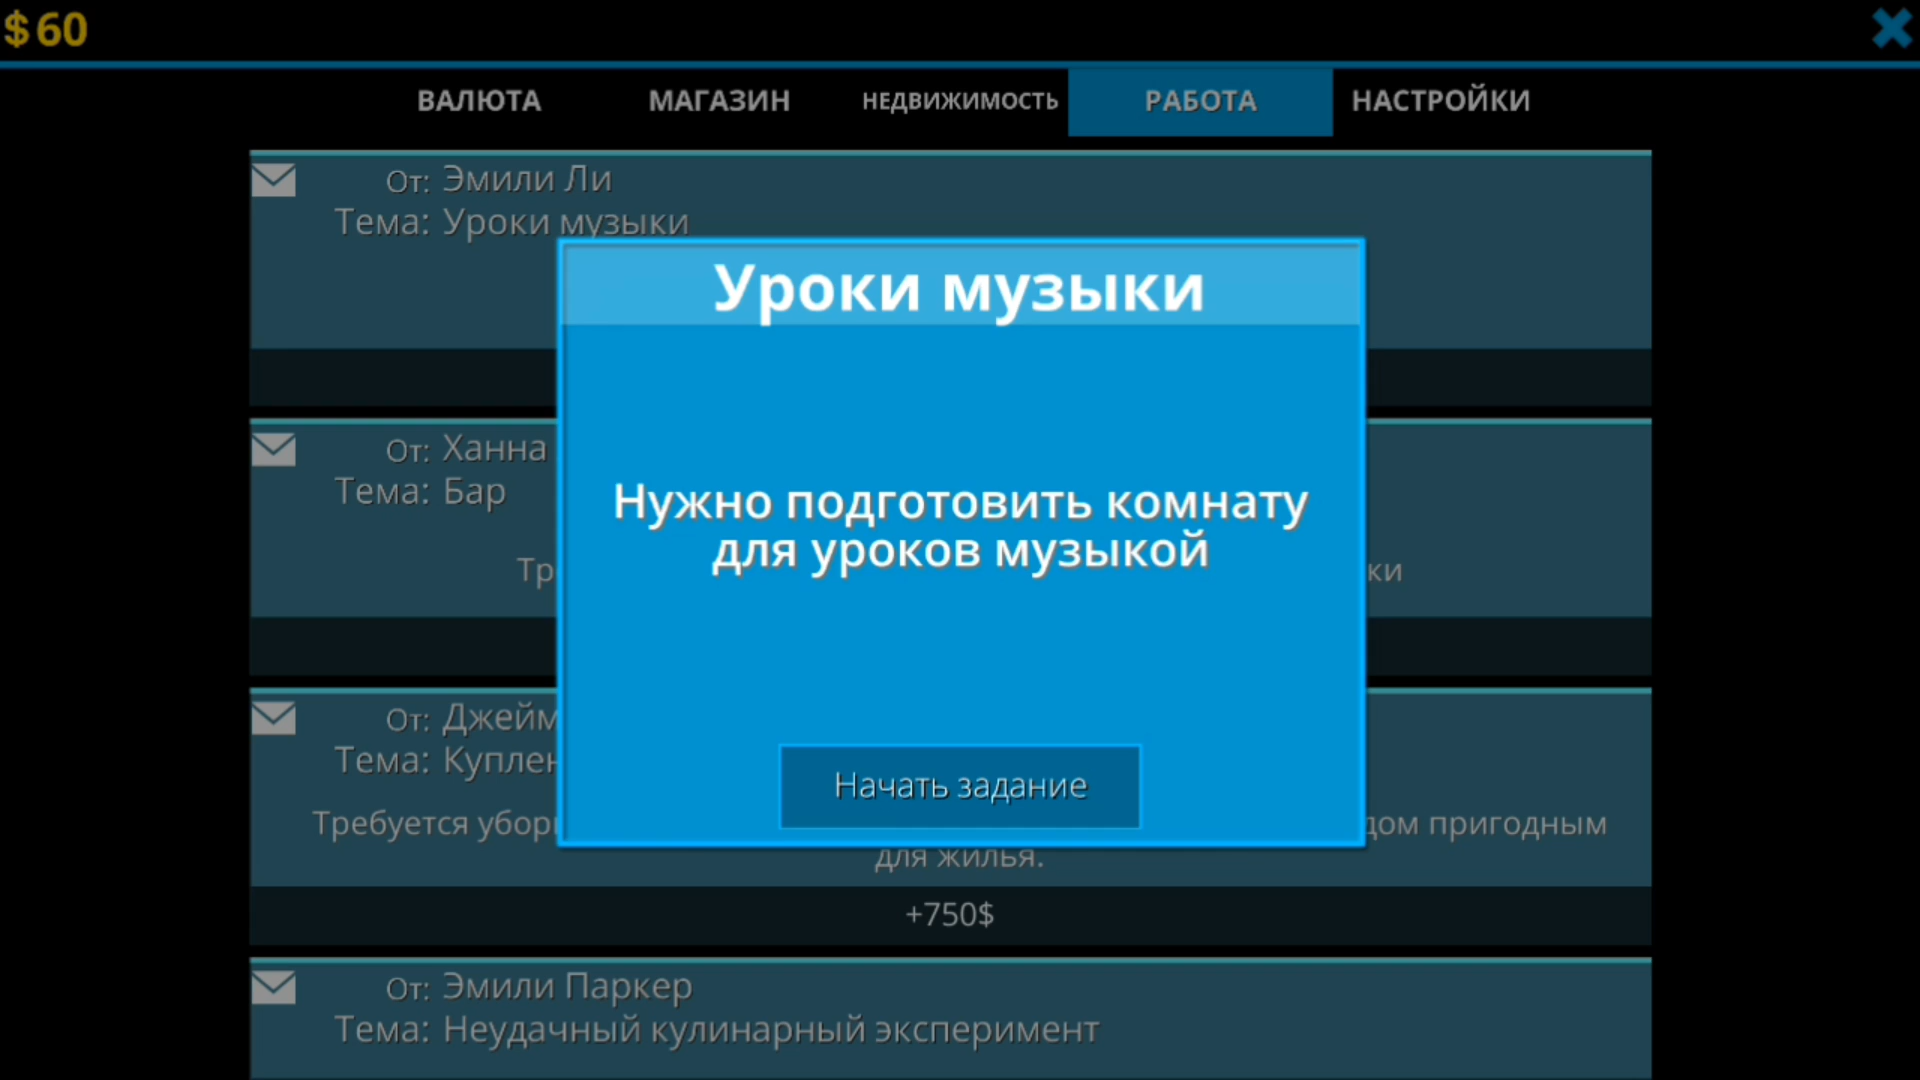 $60
ВАЛЮТА МАГАЗИН НЕДВИЖИМОСТЬ РАБОТА НАСТРОЙКИ
От: Эмили Ли
Тема: Уроки музыки
Уроки музыки
Нужно подготовить комнату
для уроков музыкой
Начать задание
От: Ханна
Тема: Бар
От:
Тема:
Требуется дом пригодным
для жилья.
+750$
От: Эмили Паркер
Тема: Неудачный кулинарный эксперимент